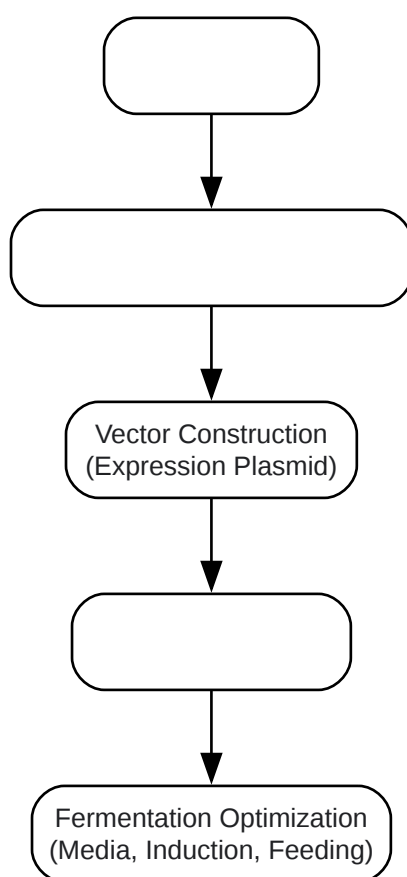 Vector Construction
(Expression Plasmid)
Fermentation Optimization
(Media, Induction, Feeding)